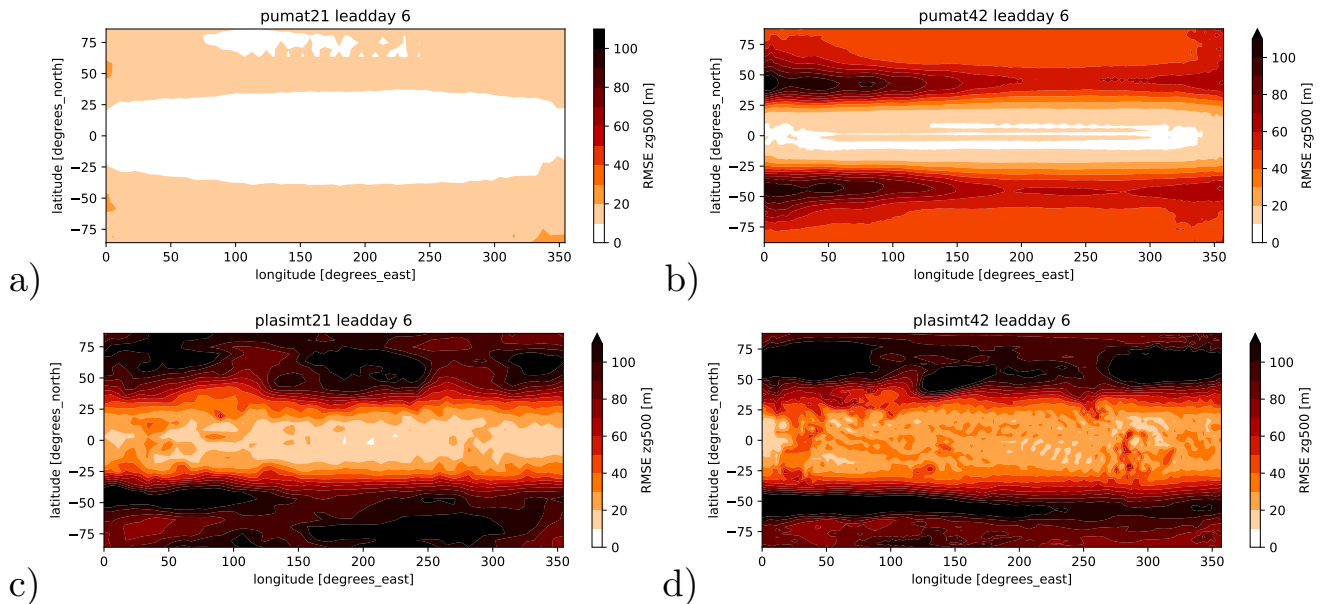 pumat21 leadday 6
75
50
25
0
−25
−50
−75
latitude [degrees_north]
0 50 100 150 200 250 300 350
longitude [degrees_east]
100
80
60
40
20
0
RMSE zg500 [m]
a)
pumat42 leadday 6
75
50
25
0
−25
−50
−75
latitude [degrees_north]
0 50 100 150 200 250 300 350
longitude [degrees_east]
100
80
60
40
20
0
RMSE zg500 [m]
b)
plasimt21 leadday 6
75
50
25
0
−25
−50
−75
latitude [degrees_north]
0 50 100 150 200 250 300 350
longitude [degrees_east]
100
80
60
40
20
0
RMSE zg500 [m]
c)
plasimt42 leadday 6
75
50
25
0
−25
−50
−75
latitude [degrees_north]
0 50 100 150 200 250 300 350
longitude [degrees_east]
100
80
60
40
20
0
RMSE zg500 [m]
d)